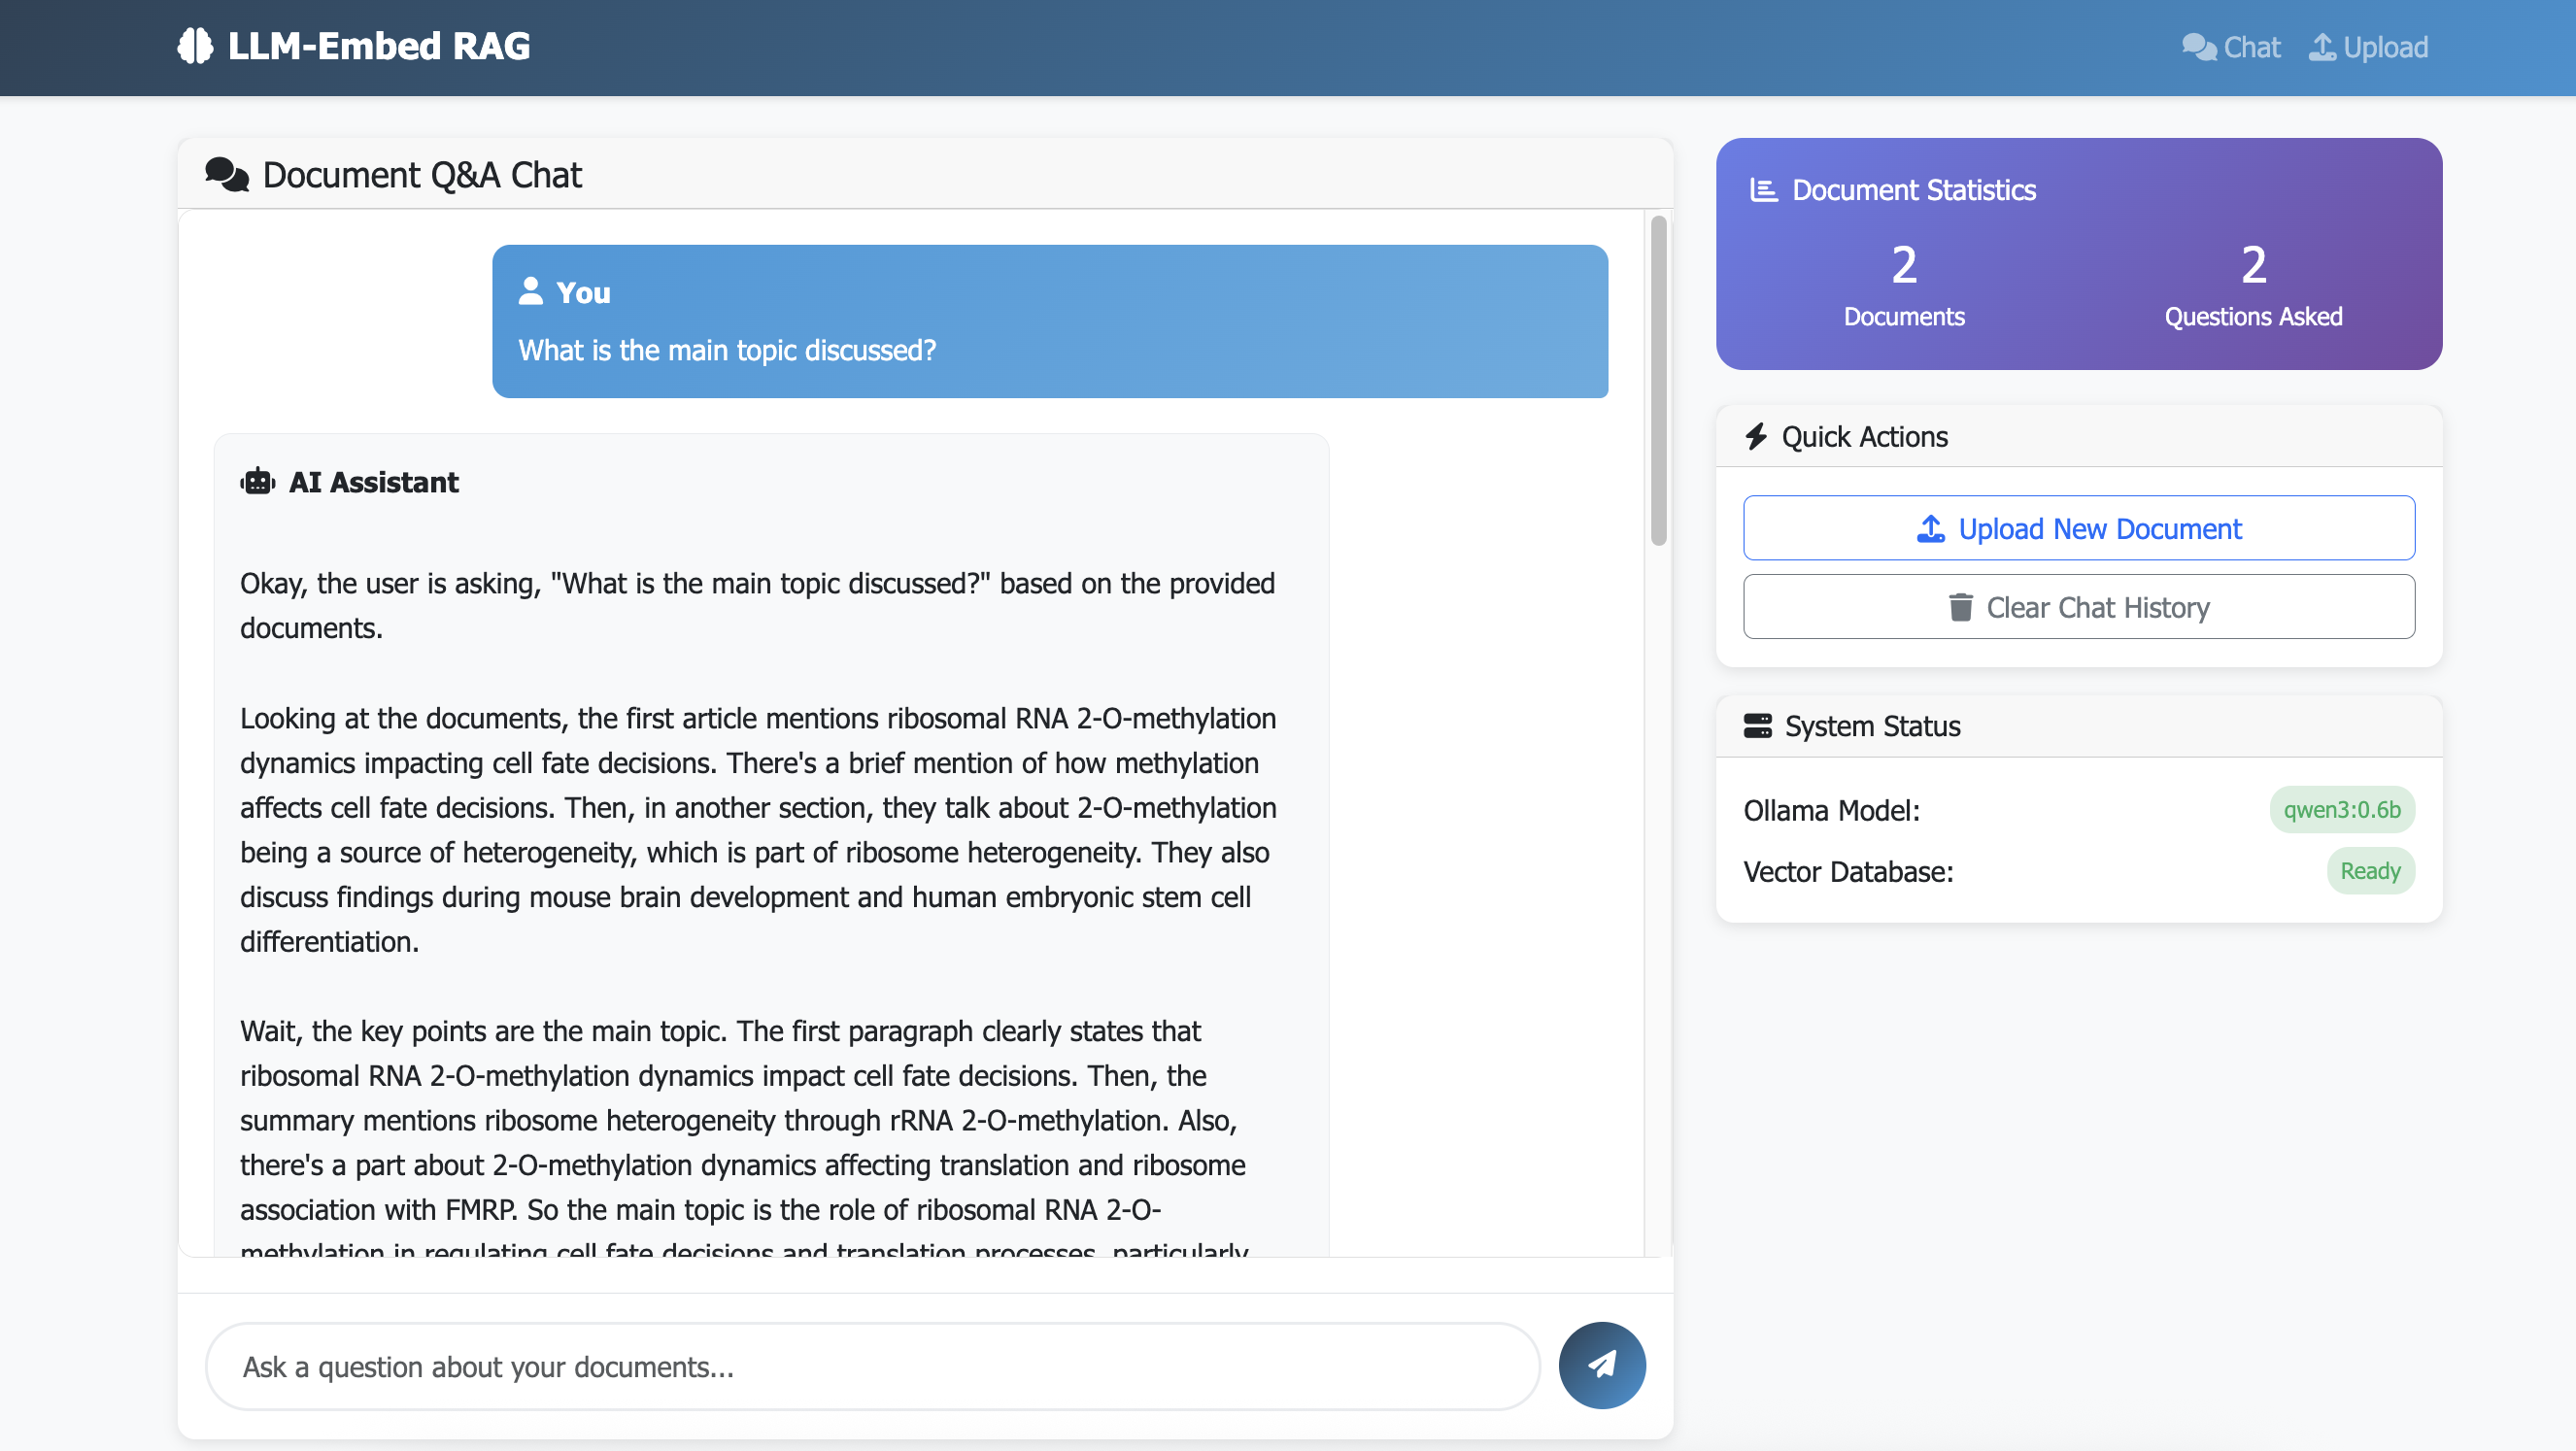 LLM-Embed RAG
Chat
Upload
Document Q&A Chat
You
What is the main topic discussed?
AI Assistant
Okay, the user is asking, "What is the main topic discussed?" based on the provided
documents.
Looking at the documents, the first article mentions ribosomal RNA 2-O-methylation
dynamics impacting cell fate decisions. There's a brief mention of how methylation
affects cell fate decisions. Then, in another section, they talk about 2-O-methylation
being a source of heterogeneity, which is part of ribosome heterogeneity. They also
discuss findings during mouse brain development and human embryonic stem cell
differentiation.
Wait, the key points are the main topic. The first paragraph clearly states that
ribosomal RNA 2-O-methylation dynamics impact cell fate decisions. Then, the
summary mentions ribosome heterogeneity through rRNA 2-O-methylation. Also,
there's a part about 2-O-methylation dynamics affecting translation and ribosome
association with FMRP. So the main topic is the role of ribosomal RNA 2-O-
methylation in regulating cell fate decisions and translation processes, particularly
Ask a question about your documents...
Document Statistics
2
Documents
2
Questions Asked
Quick Actions
Upload New Document
Clear Chat History
System Status
Ollama Model:
qwen3:0.6b
Vector Database:
Ready